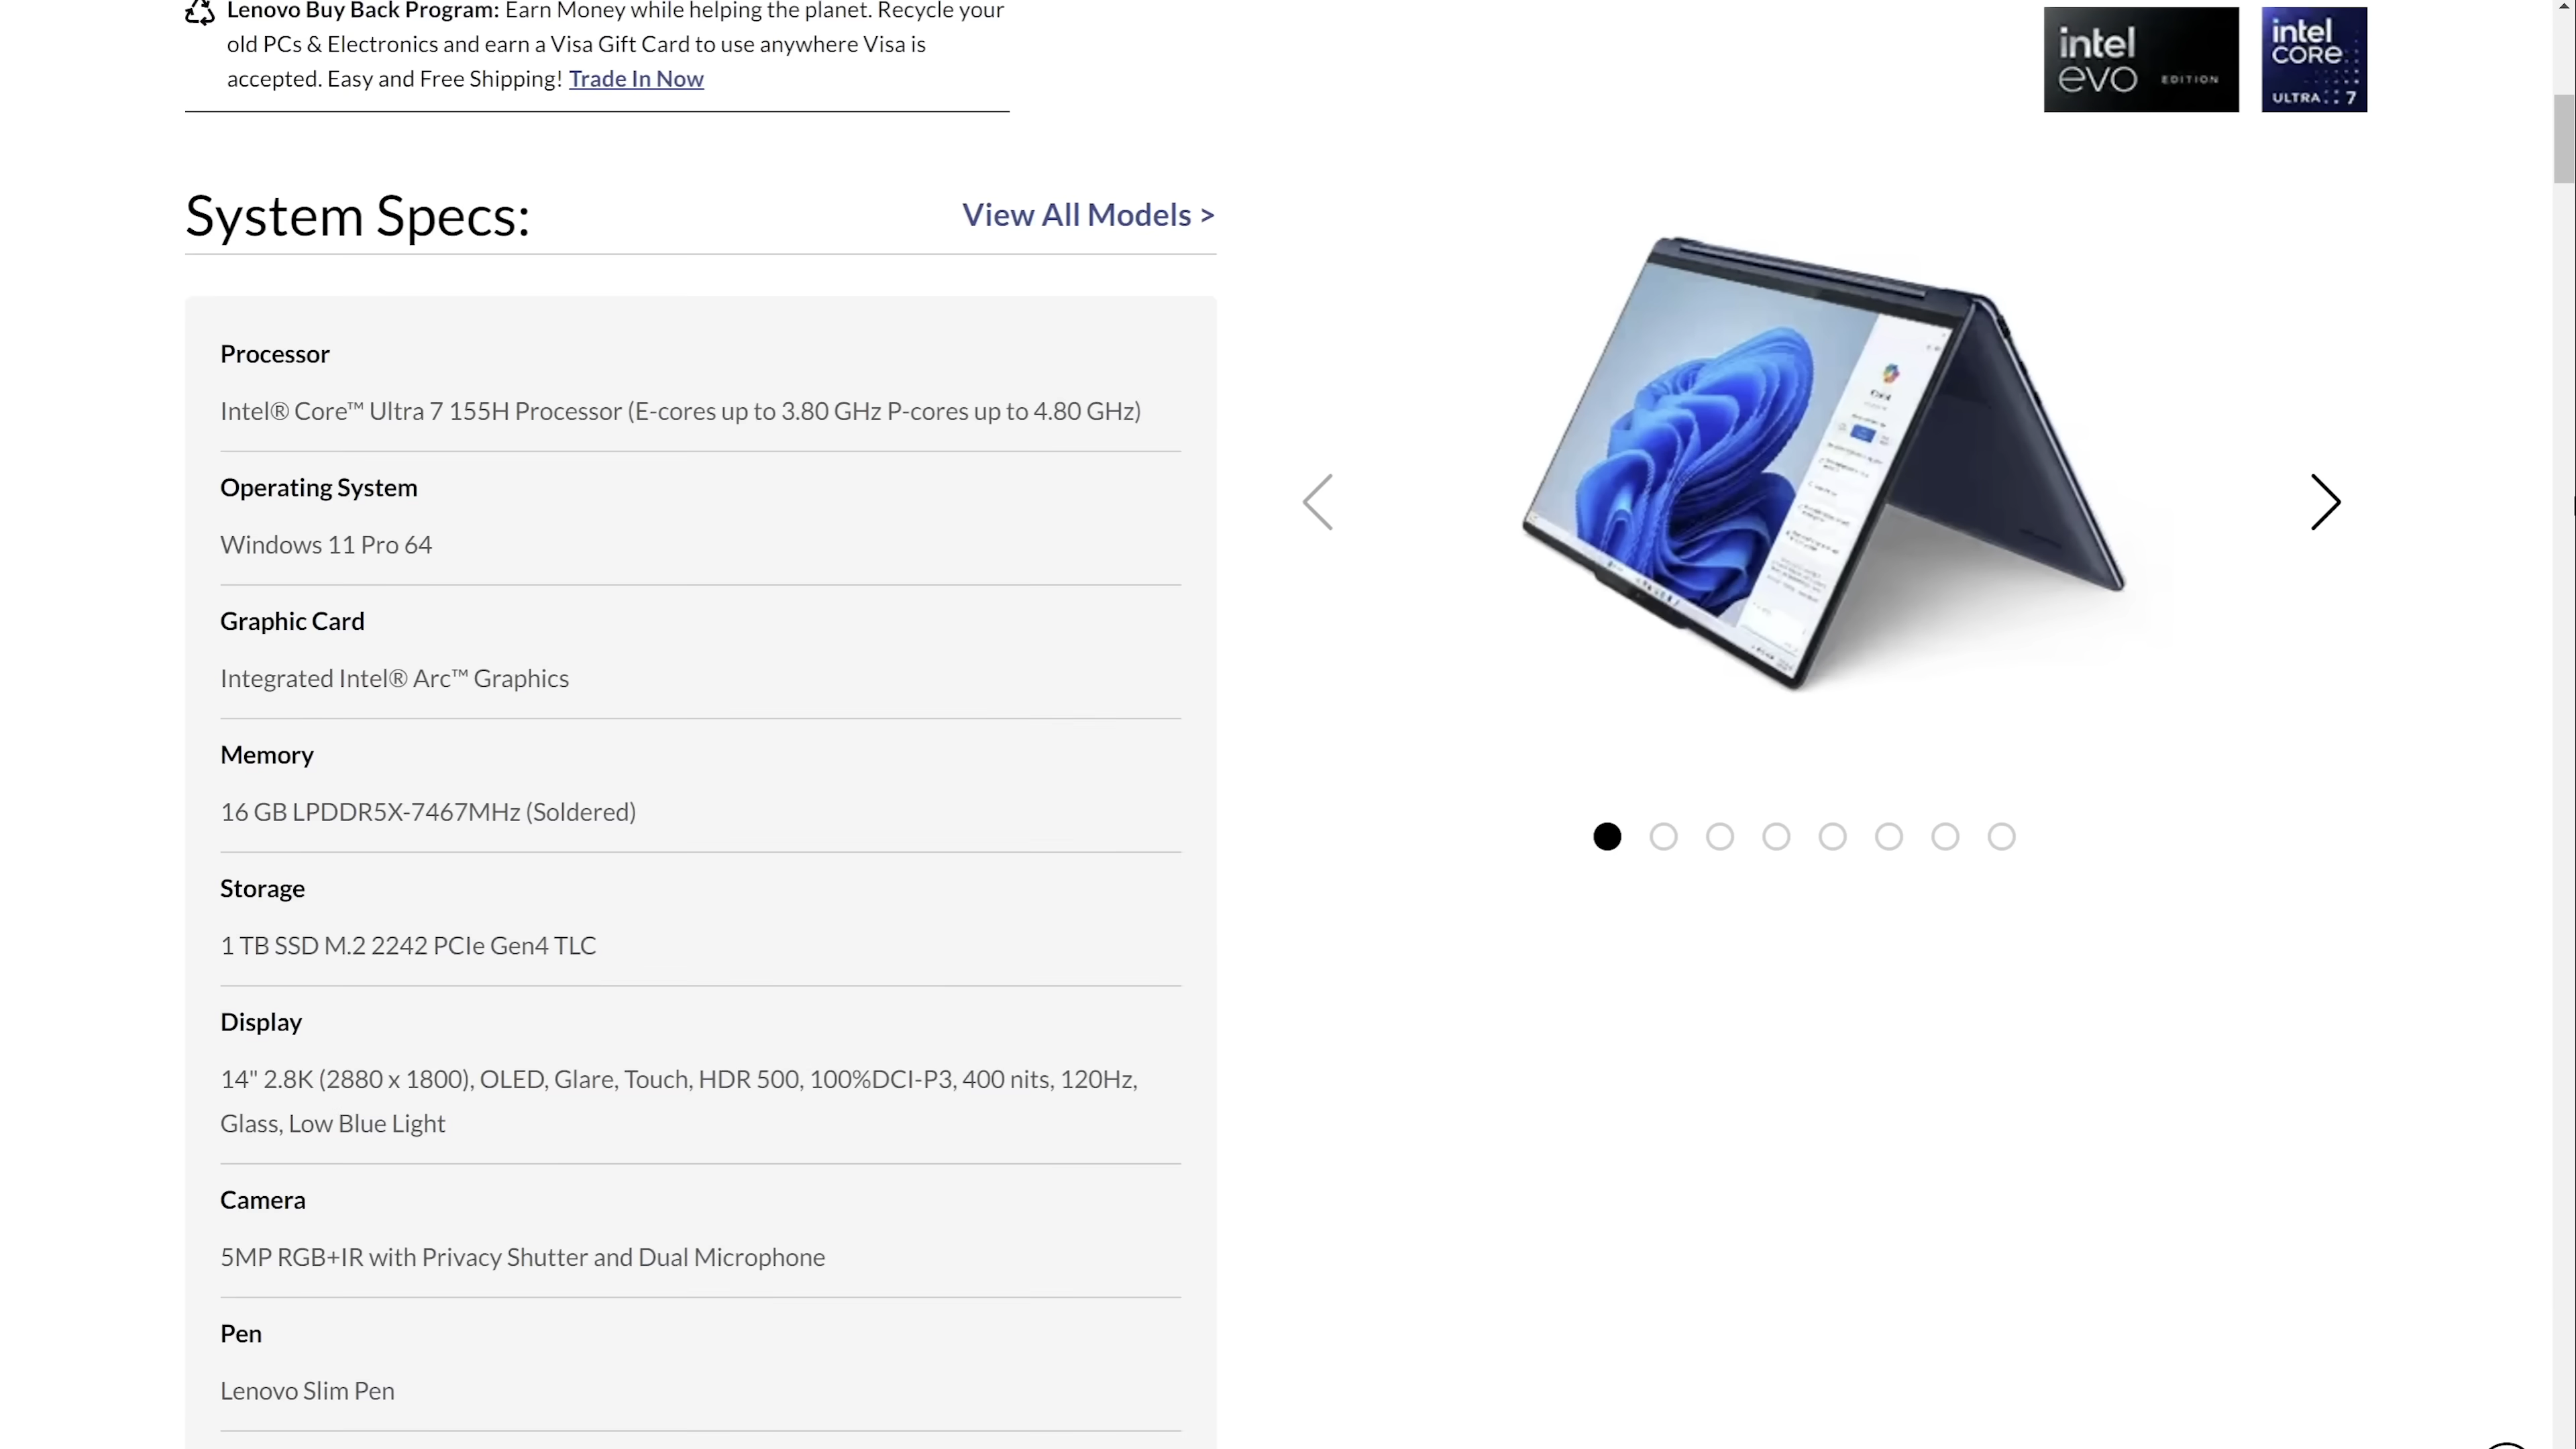 Lenovo Buy Back Program: Earn Money while helping the planet. Recycle your
old PCs & Electronics and earn a Visa Gift Card to use anywhere Visa is
accepted. Easy and Free Shipping! Trade In Now
intel
evo EDITION
intel
CORE
ULTRA 7
System Specs:
View All Models >
Processor
Intel® Core™ Ultra 7 155H Processor (E-cores up to 3.80 GHz P-cores up to 4.80 GHz)
Operating System
Windows 11 Pro 64
Graphic Card
Integrated Intel® Arc™ Graphics
Memory
16 GB LPDDR5X-7467MHz (Soldered)
Storage
1 TB SSD M.2 2242 PCIe Gen4 TLC
Display
14" 2.8K (2880 x 1800), OLED, Glare, Touch, HDR 500, 100%DCI-P3, 400 nits, 120Hz,
Glass, Low Blue Light
Camera
5MP RGB+IR with Privacy Shutter and Dual Microphone
Pen
Lenovo Slim Pen